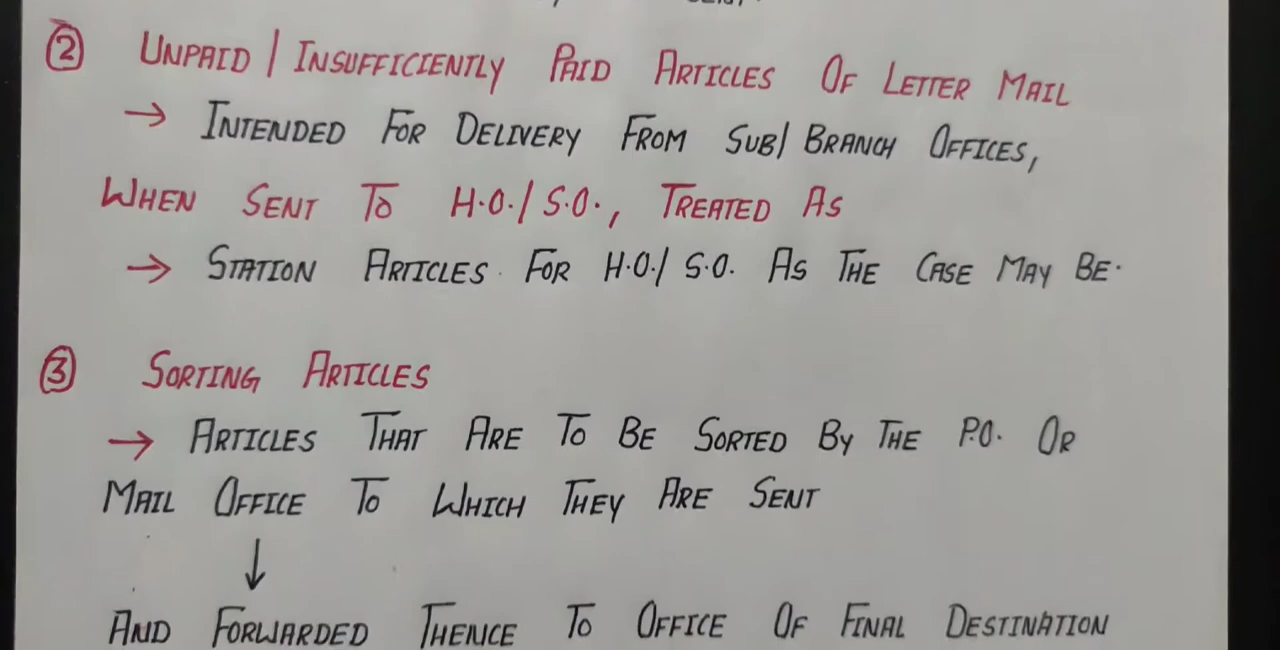 ② UNPAID / INSUFFICIENTLY PAID ARTICLES OF LETTER MAIL
→ INTENDED FOR DELIVERY FROM SUB/ BRANCH OFFICES,
WHEN SENT TO H.O./ S.O., TREATED AS
→ STATION ARTICLES FOR H.O./ S.O. AS THE CASE MAY BE.
③ SORTING ARTICLES
→ ARTICLES THAT ARE TO BE SORTED BY THE P.O. OR
MAIL OFFICE TO WHICH THEY ARE SENT
↓
AND FORWARDED THENCE TO OFFICE OF FINAL DESTINATION